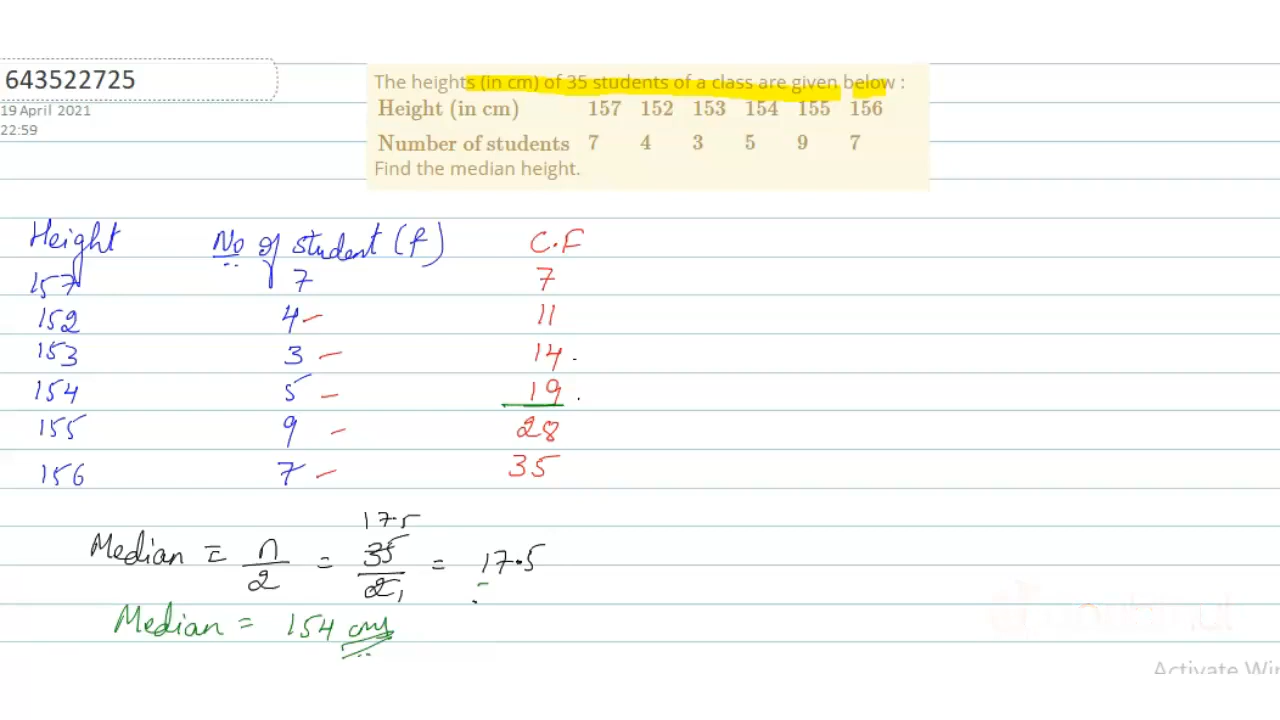 643522725
19 April 2021
22:59
The heights (in cm) of 35 students of a class are given below :
Height (in cm) 157 152 153 154 155 156
Number of students 7 4 3 5 9 7
Find the median height.
Height No of student (f) C.F
157 7 7
152 4 – 11
153 3 – 14
154 5 – 19
155 9 – 28
156 7 – 35
17.5
Median = n/2 = 35/2 = 17.5
Median = 154 cm
Activate Win